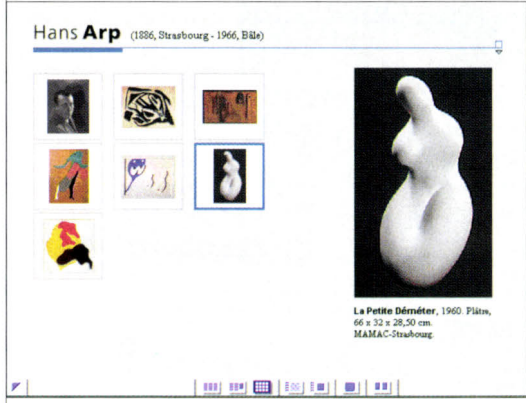 Hans Arp (1886, Strasbourg - 1966, Bâle)
La Petite Déméter, 1960. Plâtre,
66 x 32 x 28,50 cm.
MAMAC-Strasbourg.